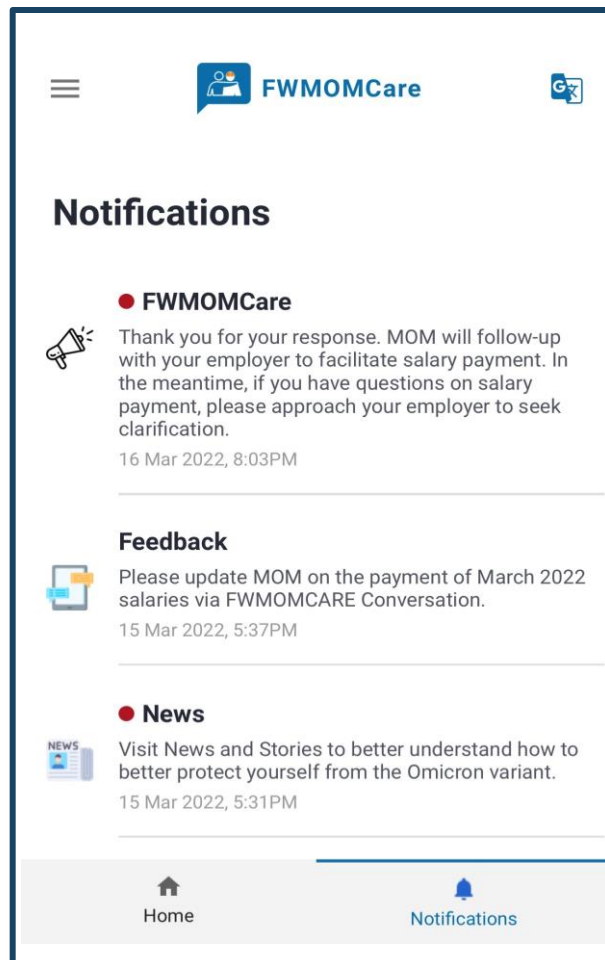 FWMOMCare
Notifications
FWMOMCare
Thank you for your response. MOM will follow-up
with your employer to facilitate salary payment. In
the meantime, if you have questions on salary
payment, please approach your employer to seek
clarification.
16 Mar 2022, 8:03PM
Feedback
Please update MOM on the payment of March 2022
salaries via FWMOMCARE Conversation.
15 Mar 2022, 5:37PM
NEWS
News
Visit News and Stories to better understand how to
better protect yourself from the Omicron variant.
15 Mar 2022, 5:31PM
Home
Notifications